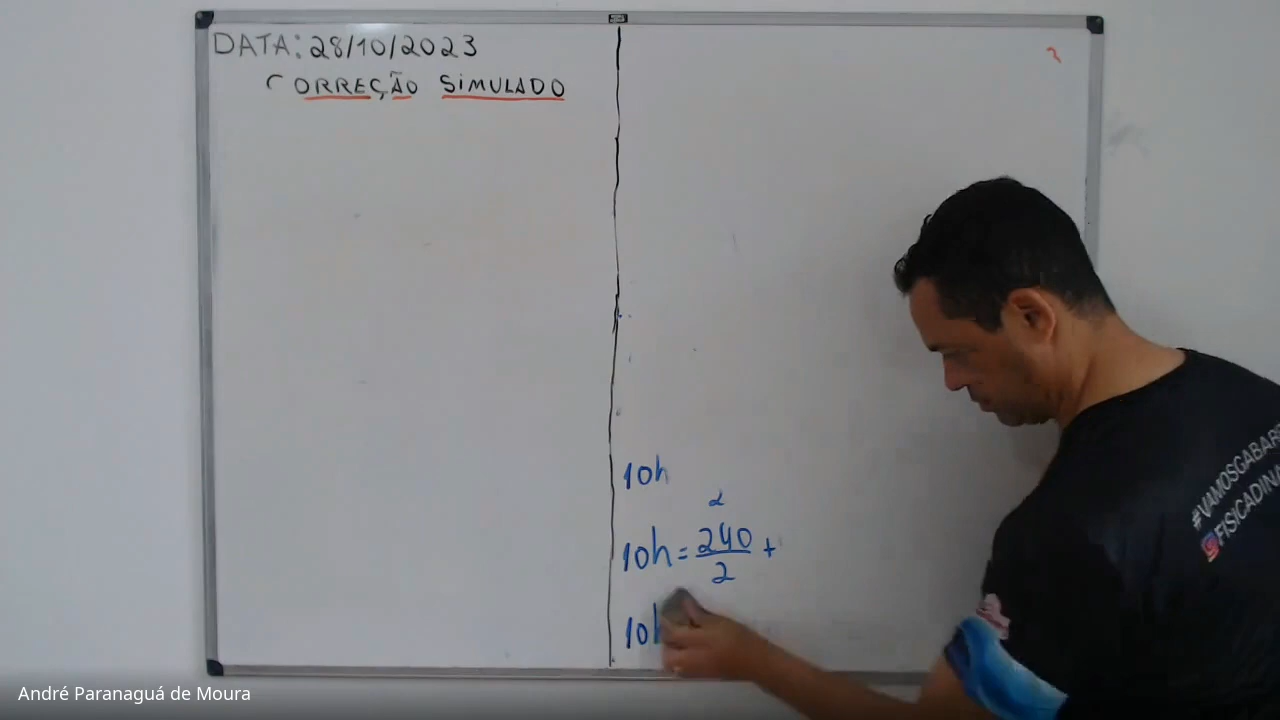 DATA: 28/10/2023
CORREÇÃO SIMULADO
10h
2
10h = 240/2 +
10h
#VAMOSGABAR
FISICADINA
André Paranaguá de Moura